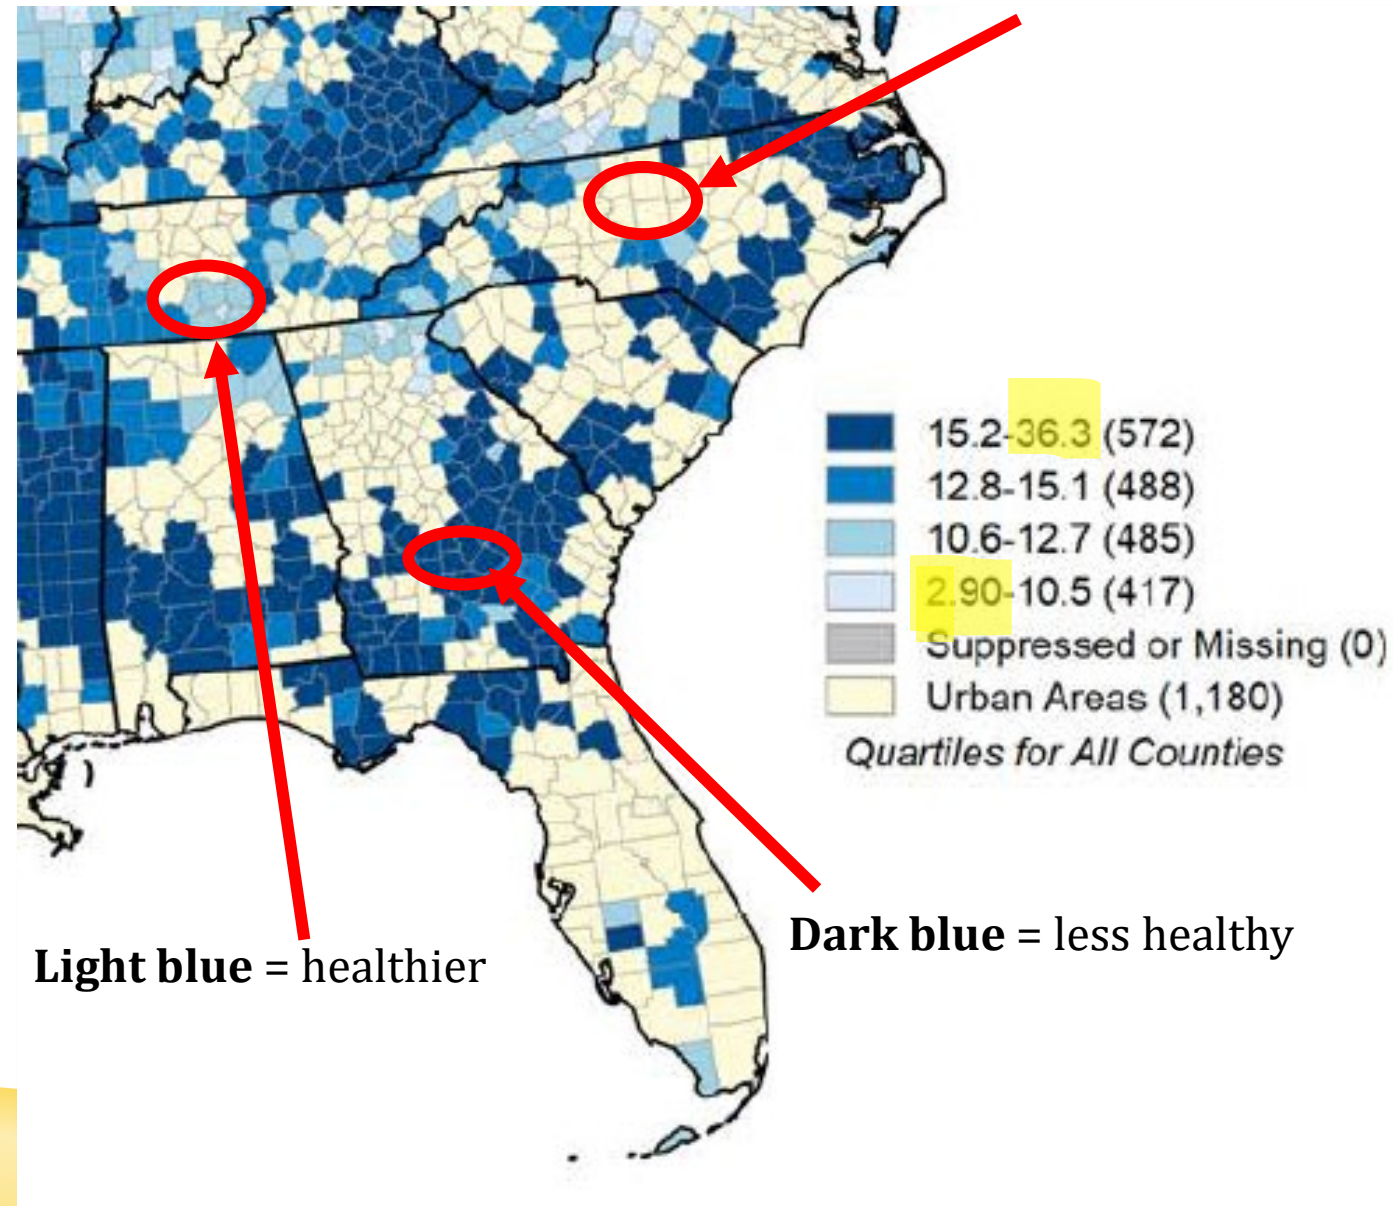 15.2-36.3 (572)
12.8-15.1 (488)
10.6-12.7 (485)
2.90-10.5 (417)
Suppressed or Missing (0)
Urban Areas (1,180)
Quartiles for All Counties
Dark blue = less healthy
Light blue = healthier